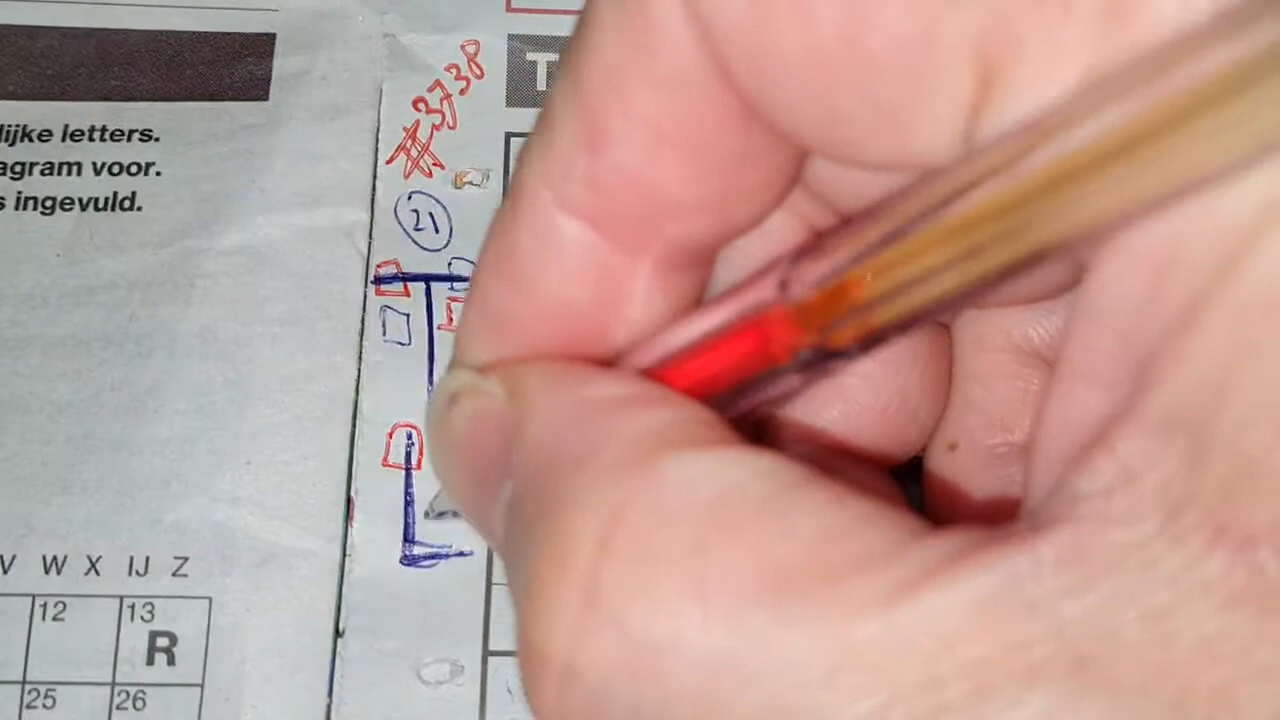 lijke letters.
agram voor.
s ingevuld.
#3738
T
21
V W X IJ Z
12 13
R
25 26